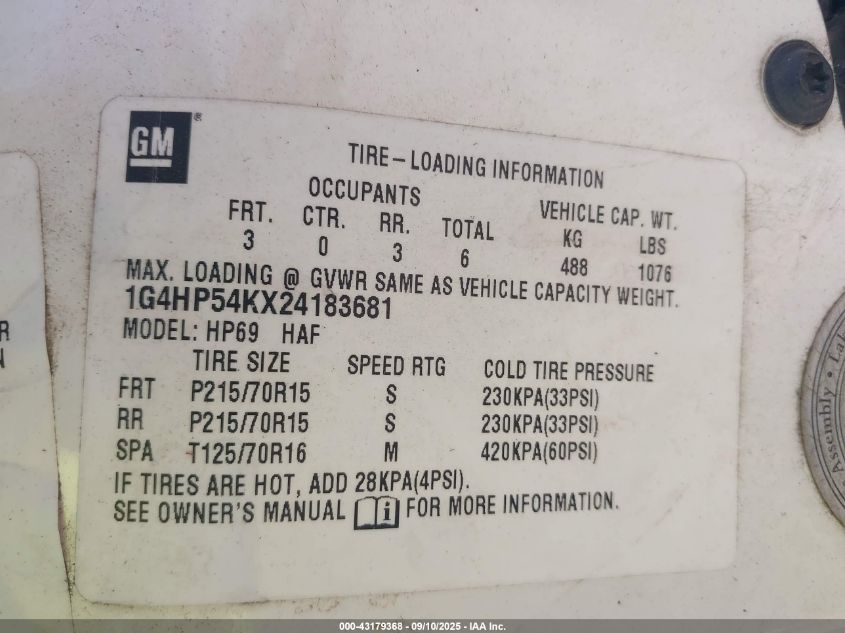 GM®
TIRE-LOADING INFORMATION
OCCUPANTS
VEHICLE CAP. WT.
FRT. CTR. RR. TOTAL KG LBS
3 0 3 6 488 1076
MAX. LOADING @ GVWR SAME AS VEHICLE CAPACITY WEIGHT.
1G4HP54KX24183681
MODEL: HP69 HAF
TIRE SIZE SPEED RTG COLD TIRE PRESSURE
FRT P215/70R15 S 230KPA(33PSI)
RR P215/70R15 S 230KPA(33PSI)
SPA T125/70R16 M 420KPA(60PSI)
IF TIRES ARE HOT, ADD 28KPA(4PSI).
SEE OWNER'S MANUAL i FOR MORE INFORMATION.
R
N
Assembly • Lak
000-43179368 - 09/10/2025 - IAA Inc.